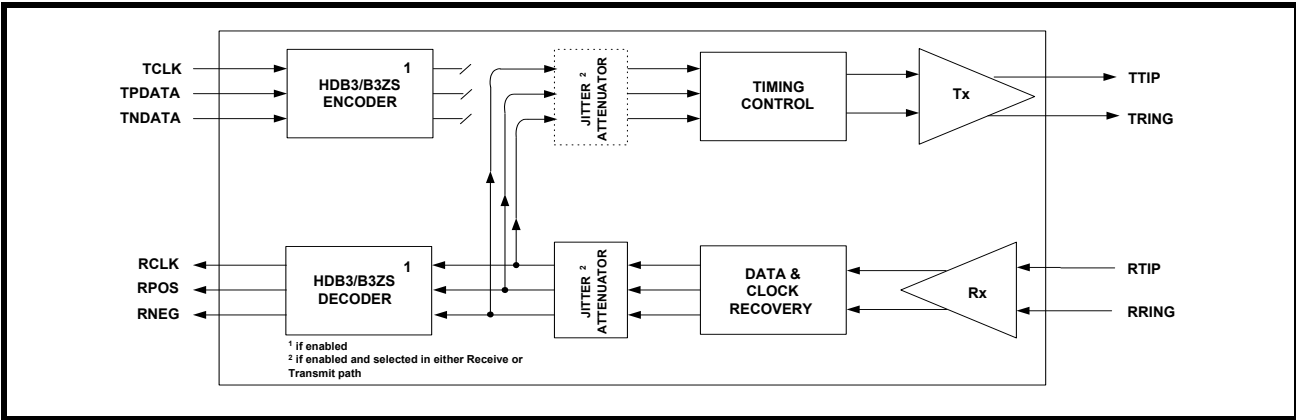 TCLK
TPDATA
TNDATA
HDB3/B3ZS 1
ENCODER
JITTER 2
ATTENUATOR
TIMING
CONTROL
Tx
TTIP
TRING
RCLK
RPOS
RNEG
HDB3/B3ZS 1
DECODER
JITTER 2
ATTENUATOR
DATA &
CLOCK
RECOVERY
Rx
RTIP
RRING
1 if enabled
2 if enabled and selected in either Receive or
Transmit path